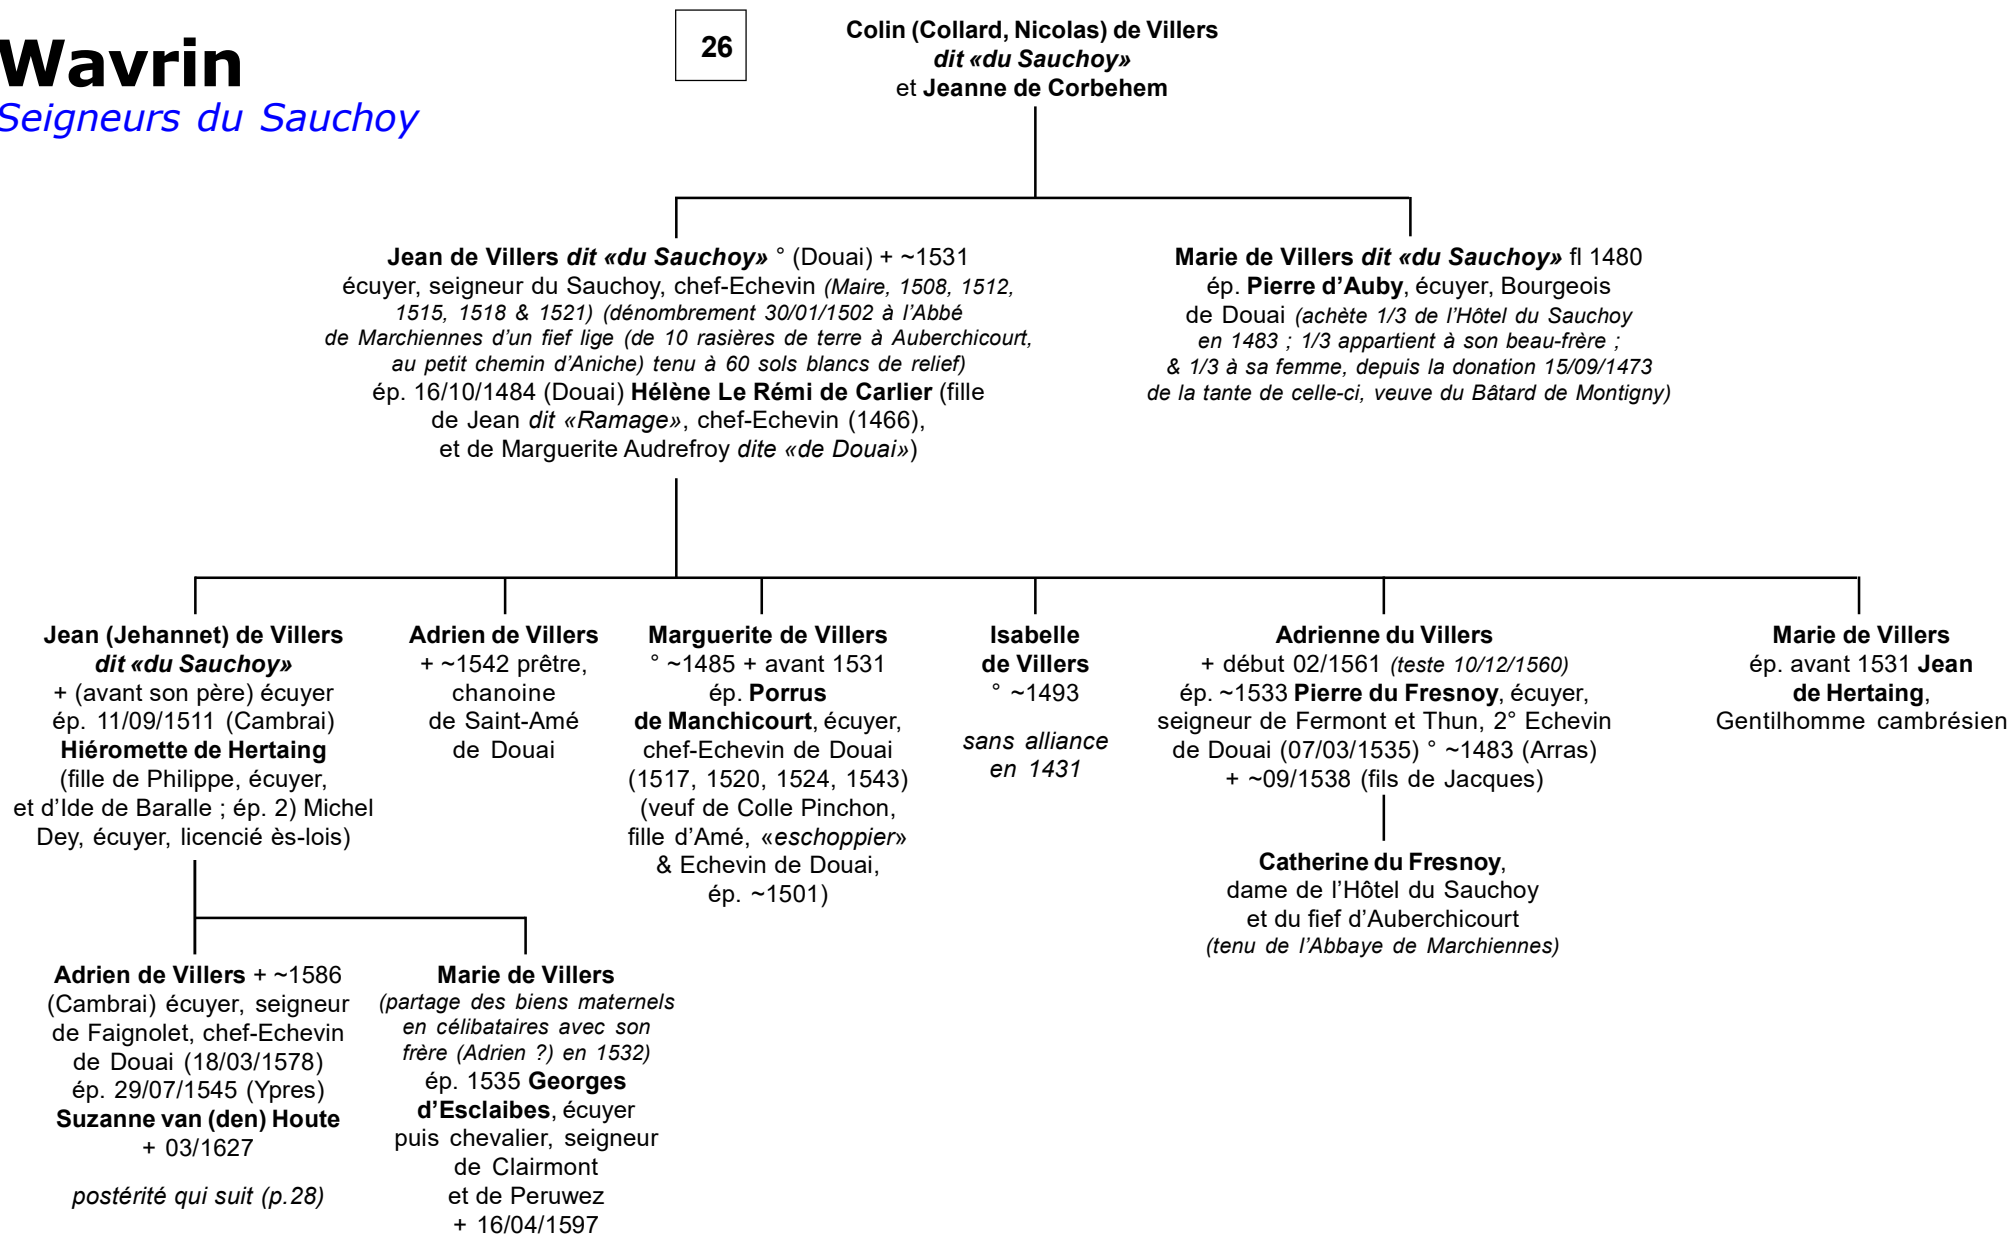 Wavrin
Seigneurs du Sauchoy
26
Colin (Collard, Nicolas) de Villers
dit «du Sauchoy»
et Jeanne de Corbehem
Jean de Villers dit «du Sauchoy» ° (Douai) + ~1531
écuyer, seigneur du Sauchoy, chef-Echevin (Maire, 1508, 1512,
1515, 1518 & 1521) (dénombrement 30/01/1502 à l’Abbé
de Marchiennes d’un fief lige (de 10 rasières de terre à Auberchicourt,
au petit chemin d’Aniche) tenu à 60 sols blancs de relief)
ép. 16/10/1484 (Douai) Hélène Le Rémi de Carlier (fille
de Jean dit «Ramage», chef-Echevin (1466),
et de Marguerite Audrefroy dite «de Douai»)
Marie de Villers dit «du Sauchoy» fl 1480
ép. Pierre d’Auby, écuyer, Bourgeois
de Douai (achète 1/3 de l’Hôtel du Sauchoy
en 1483 ; 1/3 appartient à son beau-frère ;
& 1/3 à sa femme, depuis la donation 15/09/1473
de la tante de celle-ci, veuve du Bâtard de Montigny)
Jean (Jehannet) de Villers
dit «du Sauchoy»
+ (avant son père) écuyer
ép. 11/09/1511 (Cambrai)
Hiéromette de Hertaing
(fille de Philippe, écuyer,
et d’Ide de Baralle ; ép. 2) Michel
Dey, écuyer, licencié ès-lois)
Adrien de Villers
+ ~1542 prêtre,
chanoine
de Saint-Amé
de Douai
Marguerite de Villers
° ~1485 + avant 1531
ép. Porrus
de Manchicourt, écuyer,
chef-Echevin de Douai
(1517, 1520, 1524, 1543)
(veuf de Colle Pinchon,
fille d’Amé, «eschoppier»
& Echevin de Douai,
ép. ~1501)
Isabelle
de Villers
° ~1493
sans alliance
en 1431
Adrienne du Villers
+ début 02/1561 (teste 10/12/1560)
ép. ~1533 Pierre du Fresnoy, écuyer,
seigneur de Fermont et Thun, 2° Echevin
de Douai (07/03/1535) ° ~1483 (Arras)
+ ~09/1538 (fils de Jacques)
Marie de Villers
ép. avant 1531 Jean
de Hertaing,
Gentilhomme cambrésien
Catherine du Fresnoy,
dame de l’Hôtel du Sauchoy
et du fief d’Auberchicourt
(tenu de l’Abbaye de Marchiennes)
Adrien de Villers + ~1586
(Cambrai) écuyer, seigneur
de Faignolet, chef-Echevin
de Douai (18/03/1578)
ép. 29/07/1545 (Ypres)
Suzanne van (den) Houte
+ 03/1627
postérité qui suit (p.28)
Marie de Villers
(partage des biens maternels
en célibataires avec son
frère (Adrien ?) en 1532)
ép. 1535 Georges
d’Esclaibes, écuyer
puis chevalier, seigneur
de Clairmont
et de Peruwez
+ 16/04/1597